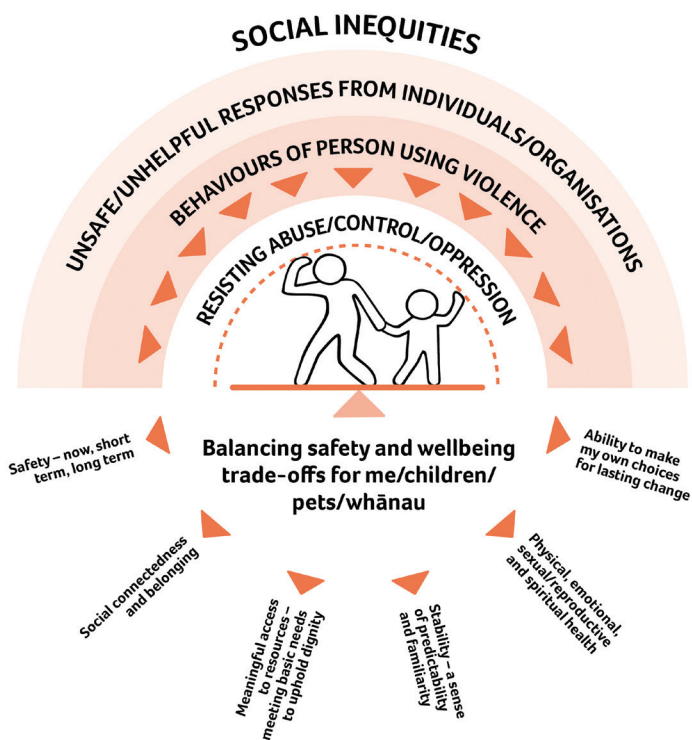 SOCIAL INEQUITIES
UNSAFE/UNHELPFUL RESPONSES FROM INDIVIDUALS/ORGANISATIONS
BEHAVIOURS OF PERSON USING VIOLENCE
RESISTING ABUSE/CONTROL/OPPRESSION
Balancing safety and wellbeing
trade-offs for me/children/
pets/whānau
Safety – now, short
term, long term
Social connectedness
and belonging
Meaningful access
to resources –
meeting basic needs
to uphold dignity
Stability – a sense
of predictability
and familiarity
Physical, emotional,
sexual/reproductive
and spiritual health
Ability to make
my own choices
for lasting change